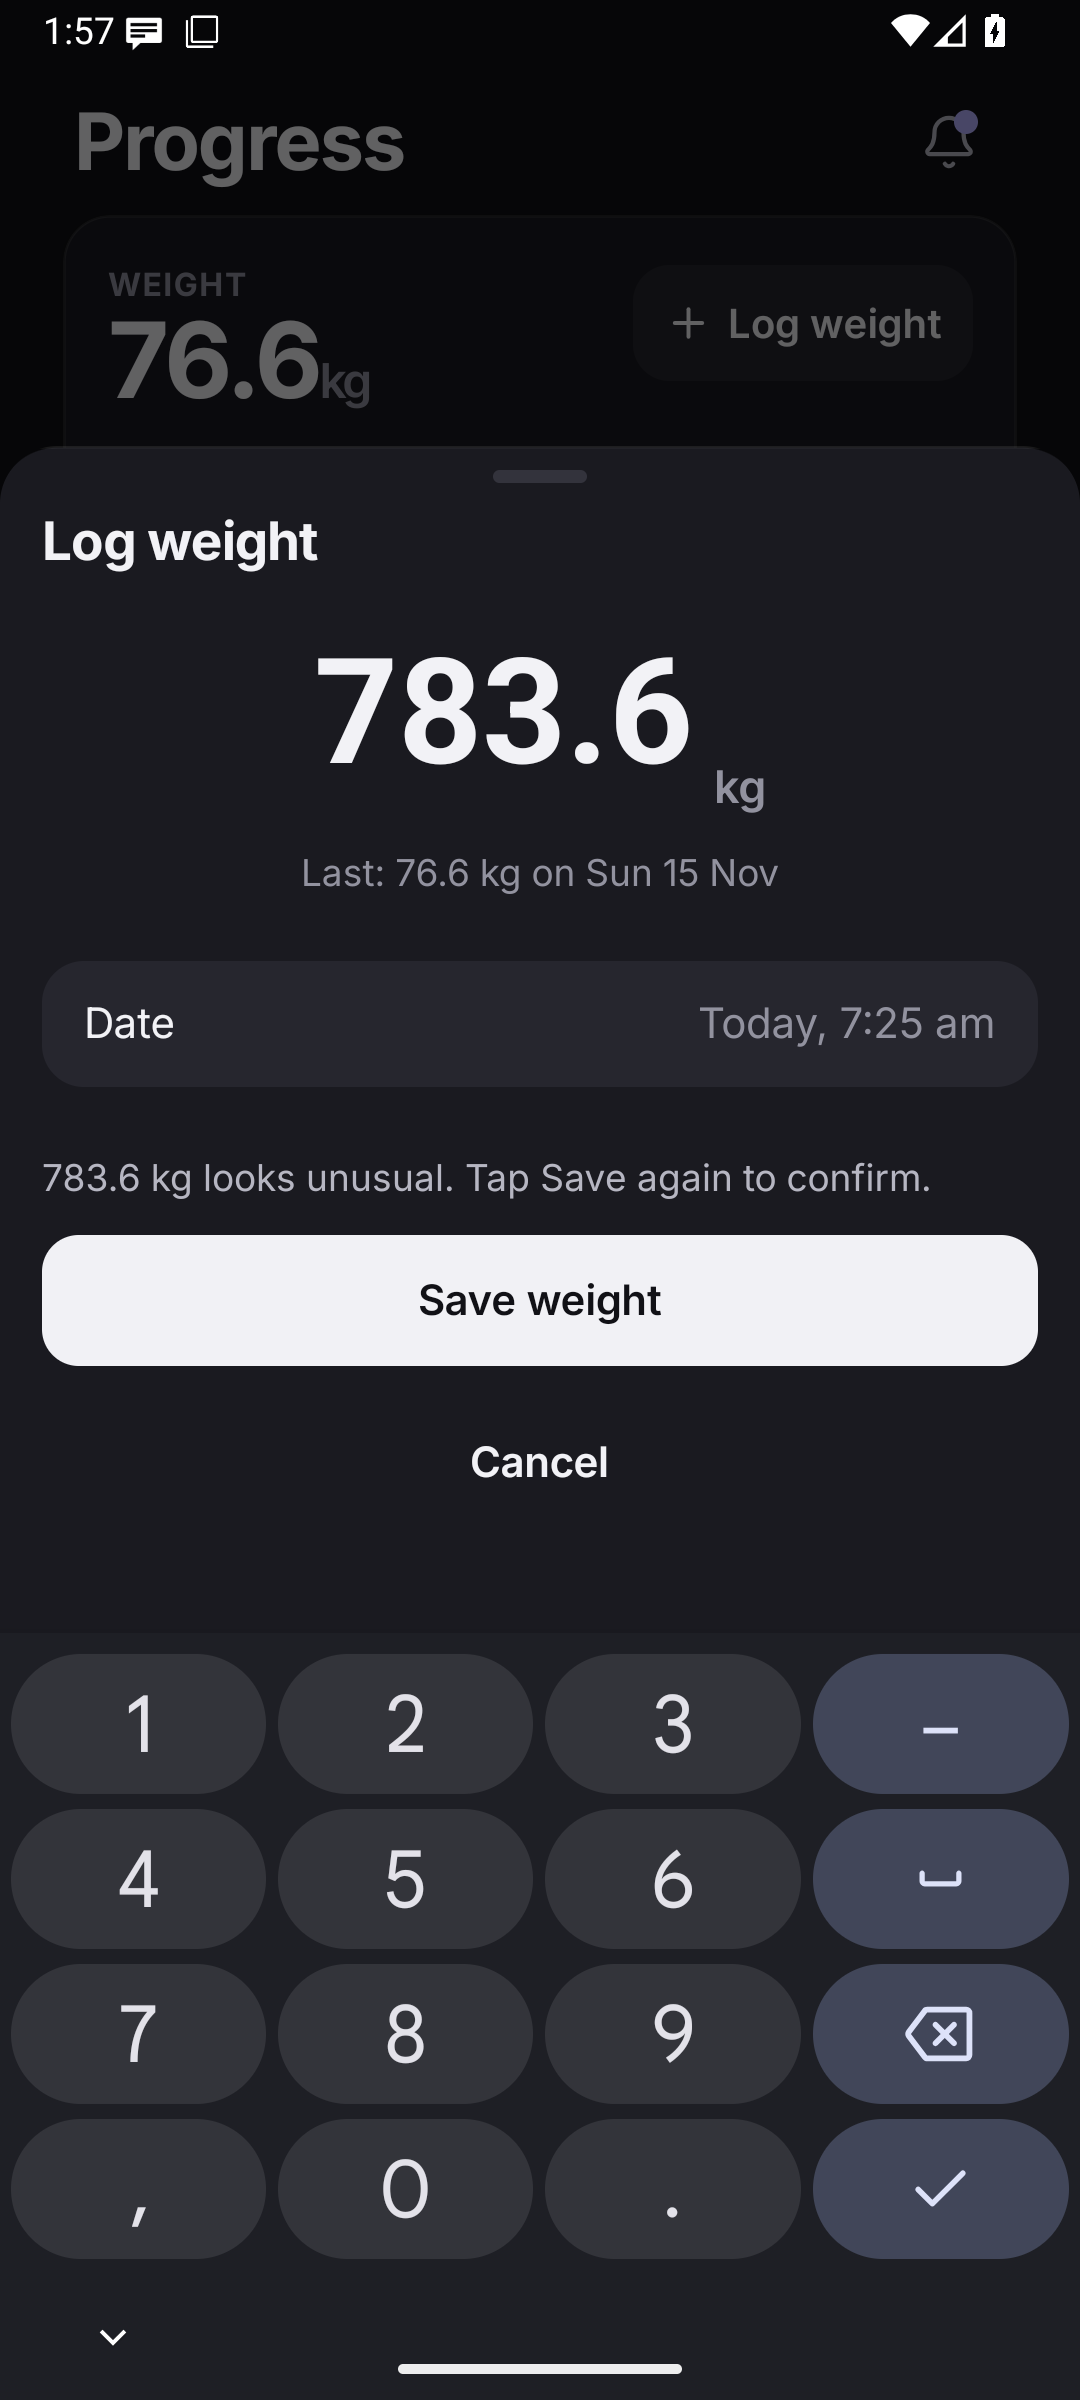 1:57
Progress
WEIGHT
76.6kg
+ Log weight
Log weight
783.6 kg
Last: 76.6 kg on Sun 15 Nov
Date Today, 7:25 am
783.6 kg looks unusual. Tap Save again to confirm.
Save weight
Cancel
1 2 3 –
4 5 6
7 8 9
, 0 .